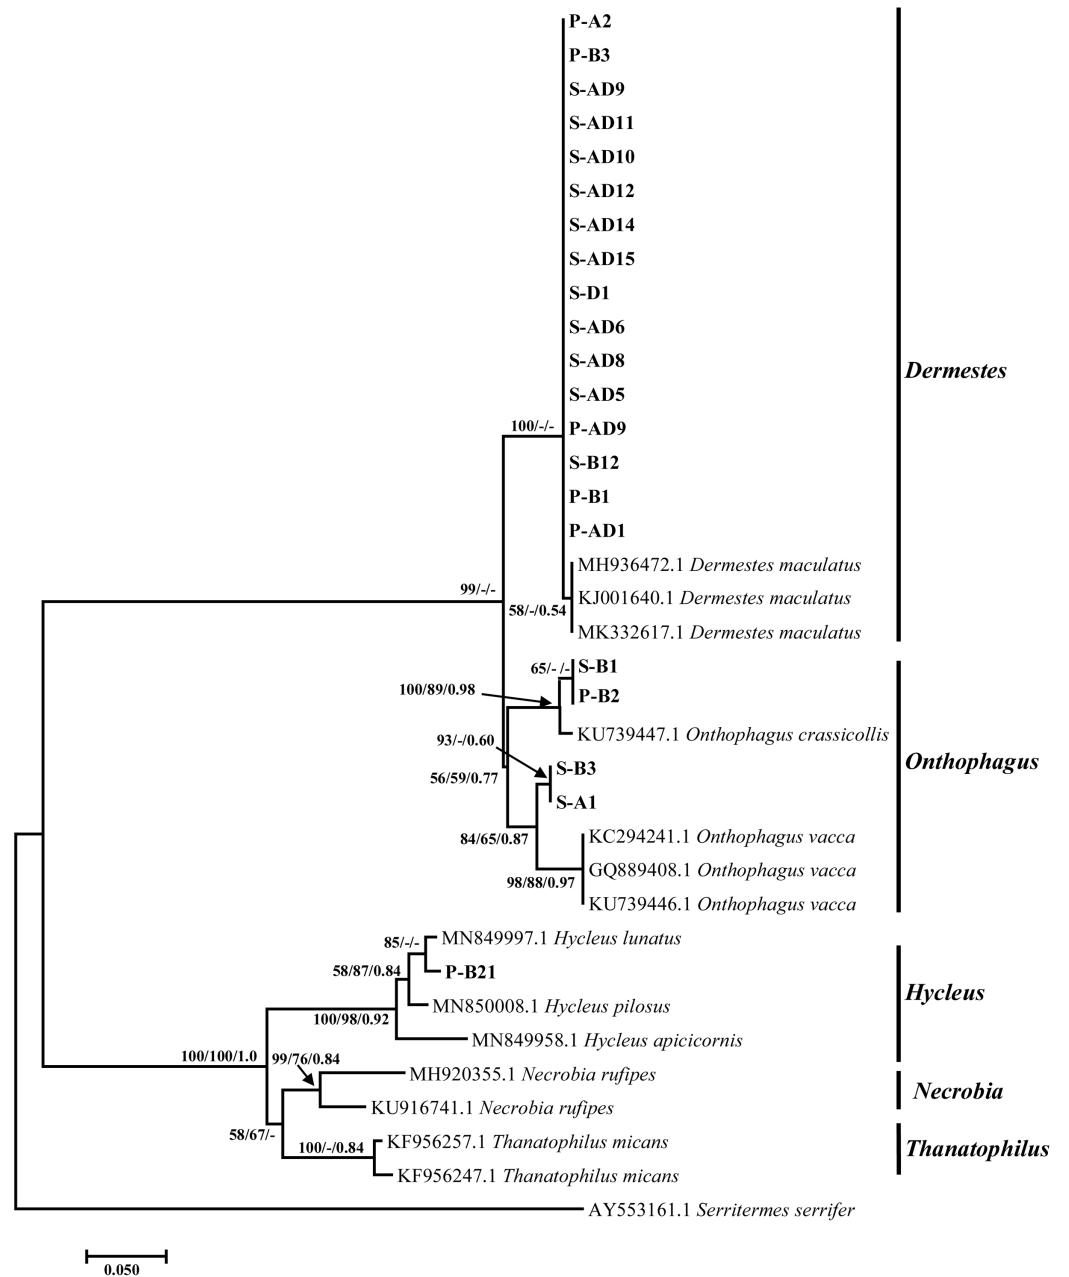 P-A2
P-B3
S-AD9
S-AD11
S-AD10
S-AD12
S-AD14
S-AD15
S-D1
S-AD6
S-AD8
Dermestes
S-AD5
100/-/-
P-AD9
S-B12
P-B1
P-AD1
MH936472.1 Dermestes maculatus
99/-/-
KJ001640.1 Dermestes maculatus
58/-/0.54
MK332617.1 Dermestes maculatus
65/- /-
S-B1
100/89/0.98
P-B2
KU739447.1 Onthophagus crassicollis
93/-/0.60
Onthophagus
S-B3
56/59/0.77
S-A1
84/65/0.87
KC294241.1 Onthophagus vacca
GQ889408.1 Onthophagus vacca
98/88/0.97
KU739446.1 Onthophagus vacca
85/-/-
MN849997.1 Hycleus lunatus
58/87/0.84
P-B21
Hycleus
MN850008.1 Hycleus pilosus
100/98/0.92
MN849958.1 Hycleus apicicornis
100/100/1.0
99/76/0.84
MH920355.1 Necrobia rufipes
Necrobia
KU916741.1 Necrobia rufipes
58/67/-
KF956257.1 Thanatophilus micans
100/-/0.84
Thanatophilus
KF956247.1 Thanatophilus micans
AY553161.1 Serritermes serrifer
0.050